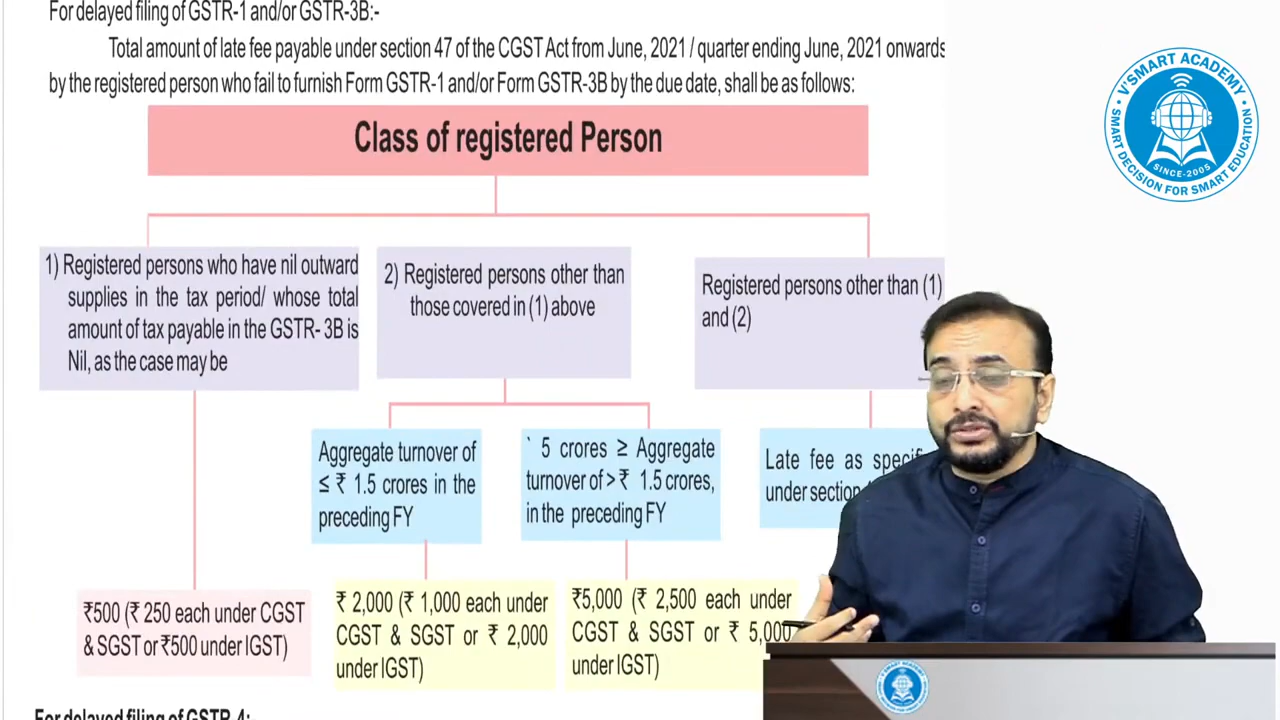 For delayed filing of GSTR-1 and/or GSTR-3B:-
Total amount of late fee payable under section 47 of the CGST Act from June, 2021 / quarter ending June, 2021 onwards
by the registered person who fail to furnish Form GSTR-1 and/or Form GSTR-3B by the due date, shall be as follows:
Class of registered Person
1) Registered persons who have nil outward
supplies in the tax period/ whose total
amount of tax payable in the GSTR- 3B is
Nil, as the case may be
2) Registered persons other than
those covered in (1) above
Registered persons other than (1)
and (2)
Aggregate turnover of
≤ ₹ 1.5 crores in the
preceding FY
` 5 crores ≥ Aggregate
turnover of > ₹ 1.5 crores,
in the preceding FY
Late fee as
under section
₹500 (₹ 250 each under CGST
& SGST or ₹500 under IGST)
₹ 2,000 (₹ 1,000 each under
CGST & SGST or ₹ 2,000
under IGST)
₹5,000 (₹ 2,500 each under
CGST & SGST or ₹ 5,000
under IGST)
For delayed filing of GSTR-4:
V'SMART ACADEMY
SINCE-2005
SMART DECISION FOR SMART EDUCATION